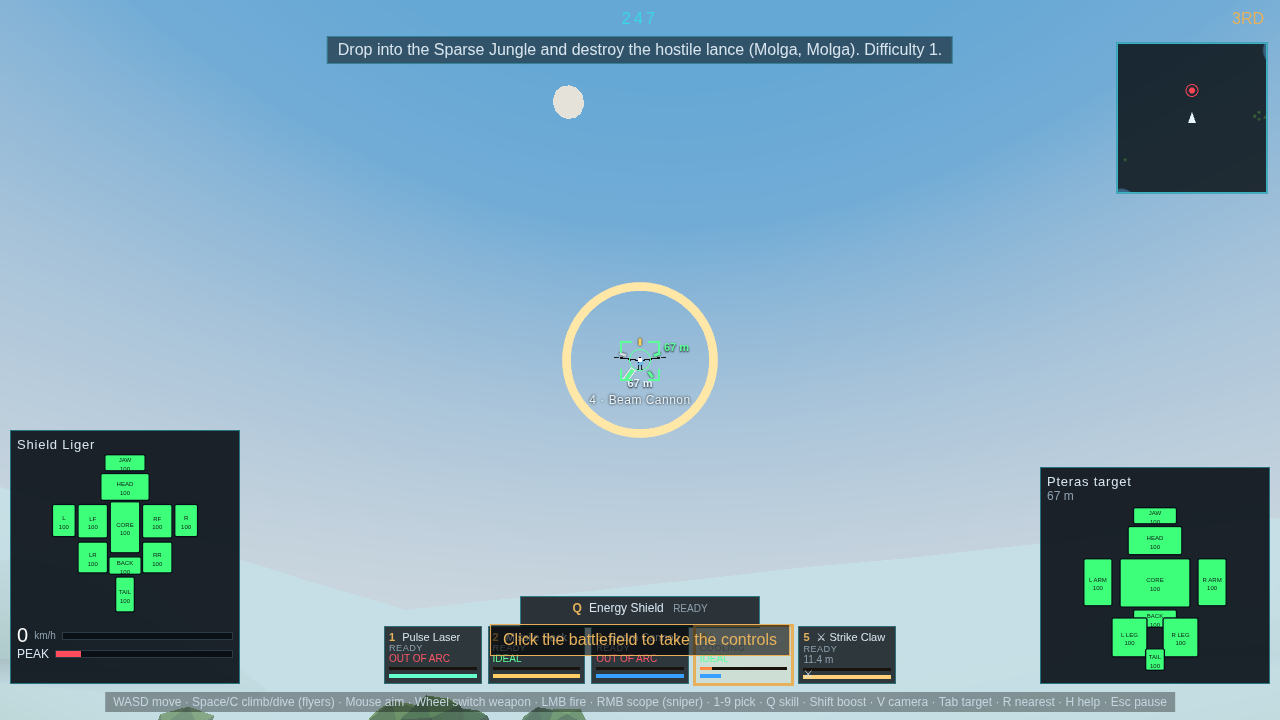 247
3RD
Drop into the Sparse Jungle and destroy the hostile lance (Molga, Molga). Difficulty 1.
67 m
67 m
4 · Beam Cannon
Shield Liger
JAW
100
HEAD
100
L
100
LF
100
CORE
100
RF
100
R
100
LR
100
BACK
100
RR
100
TAIL
100
0 km/h
PEAK
Pteras target
67 m
JAW
100
HEAD
100
L ARM
100
CORE
100
R ARM
100
BACK
100
L LEG
100
R LEG
100
TAIL
100
Q Energy Shield READY
1 Pulse Laser
READY
OUT OF ARC
2
READY
IDEAL
READY
OUT OF ARC
IDEAL
5 ⚔ Strike Claw
READY
11.4 m
Click the battlefield to take the controls
WASD move · Space/C climb/dive (flyers) · Mouse aim · Wheel switch weapon · LMB fire · RMB scope (sniper) · 1-9 pick · Q skill · Shift boost · V camera · Tab target · R nearest · H help · Esc pause